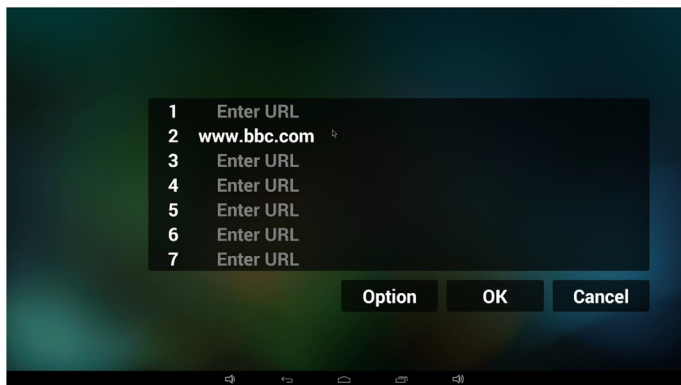 1 Enter URL
2 www.bbc.com
3 Enter URL
4 Enter URL
5 Enter URL
6 Enter URL
7 Enter URL
Option OK Cancel